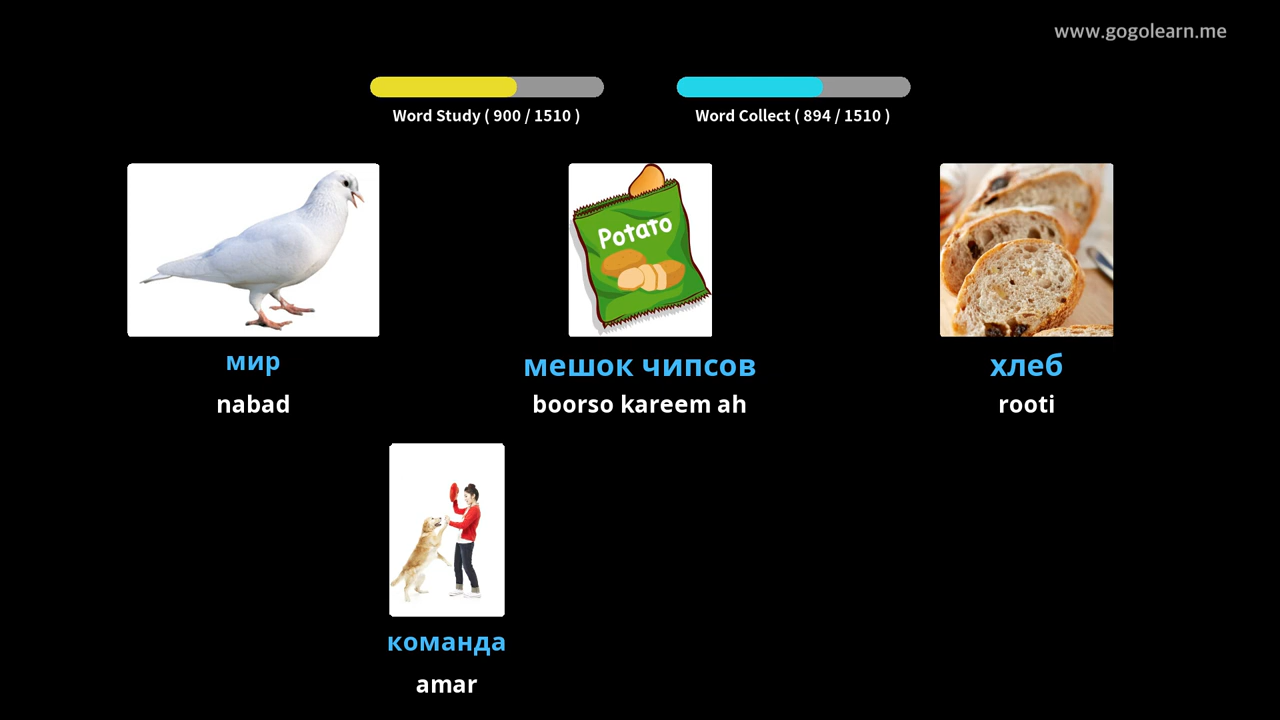 www.gogolearn.me
Word Study ( 900 / 1510 )
Word Collect ( 894 / 1510 )
Potato
мир
nabad
мешок чипсов
boorso kareem ah
хлеб
rooti
команда
amar